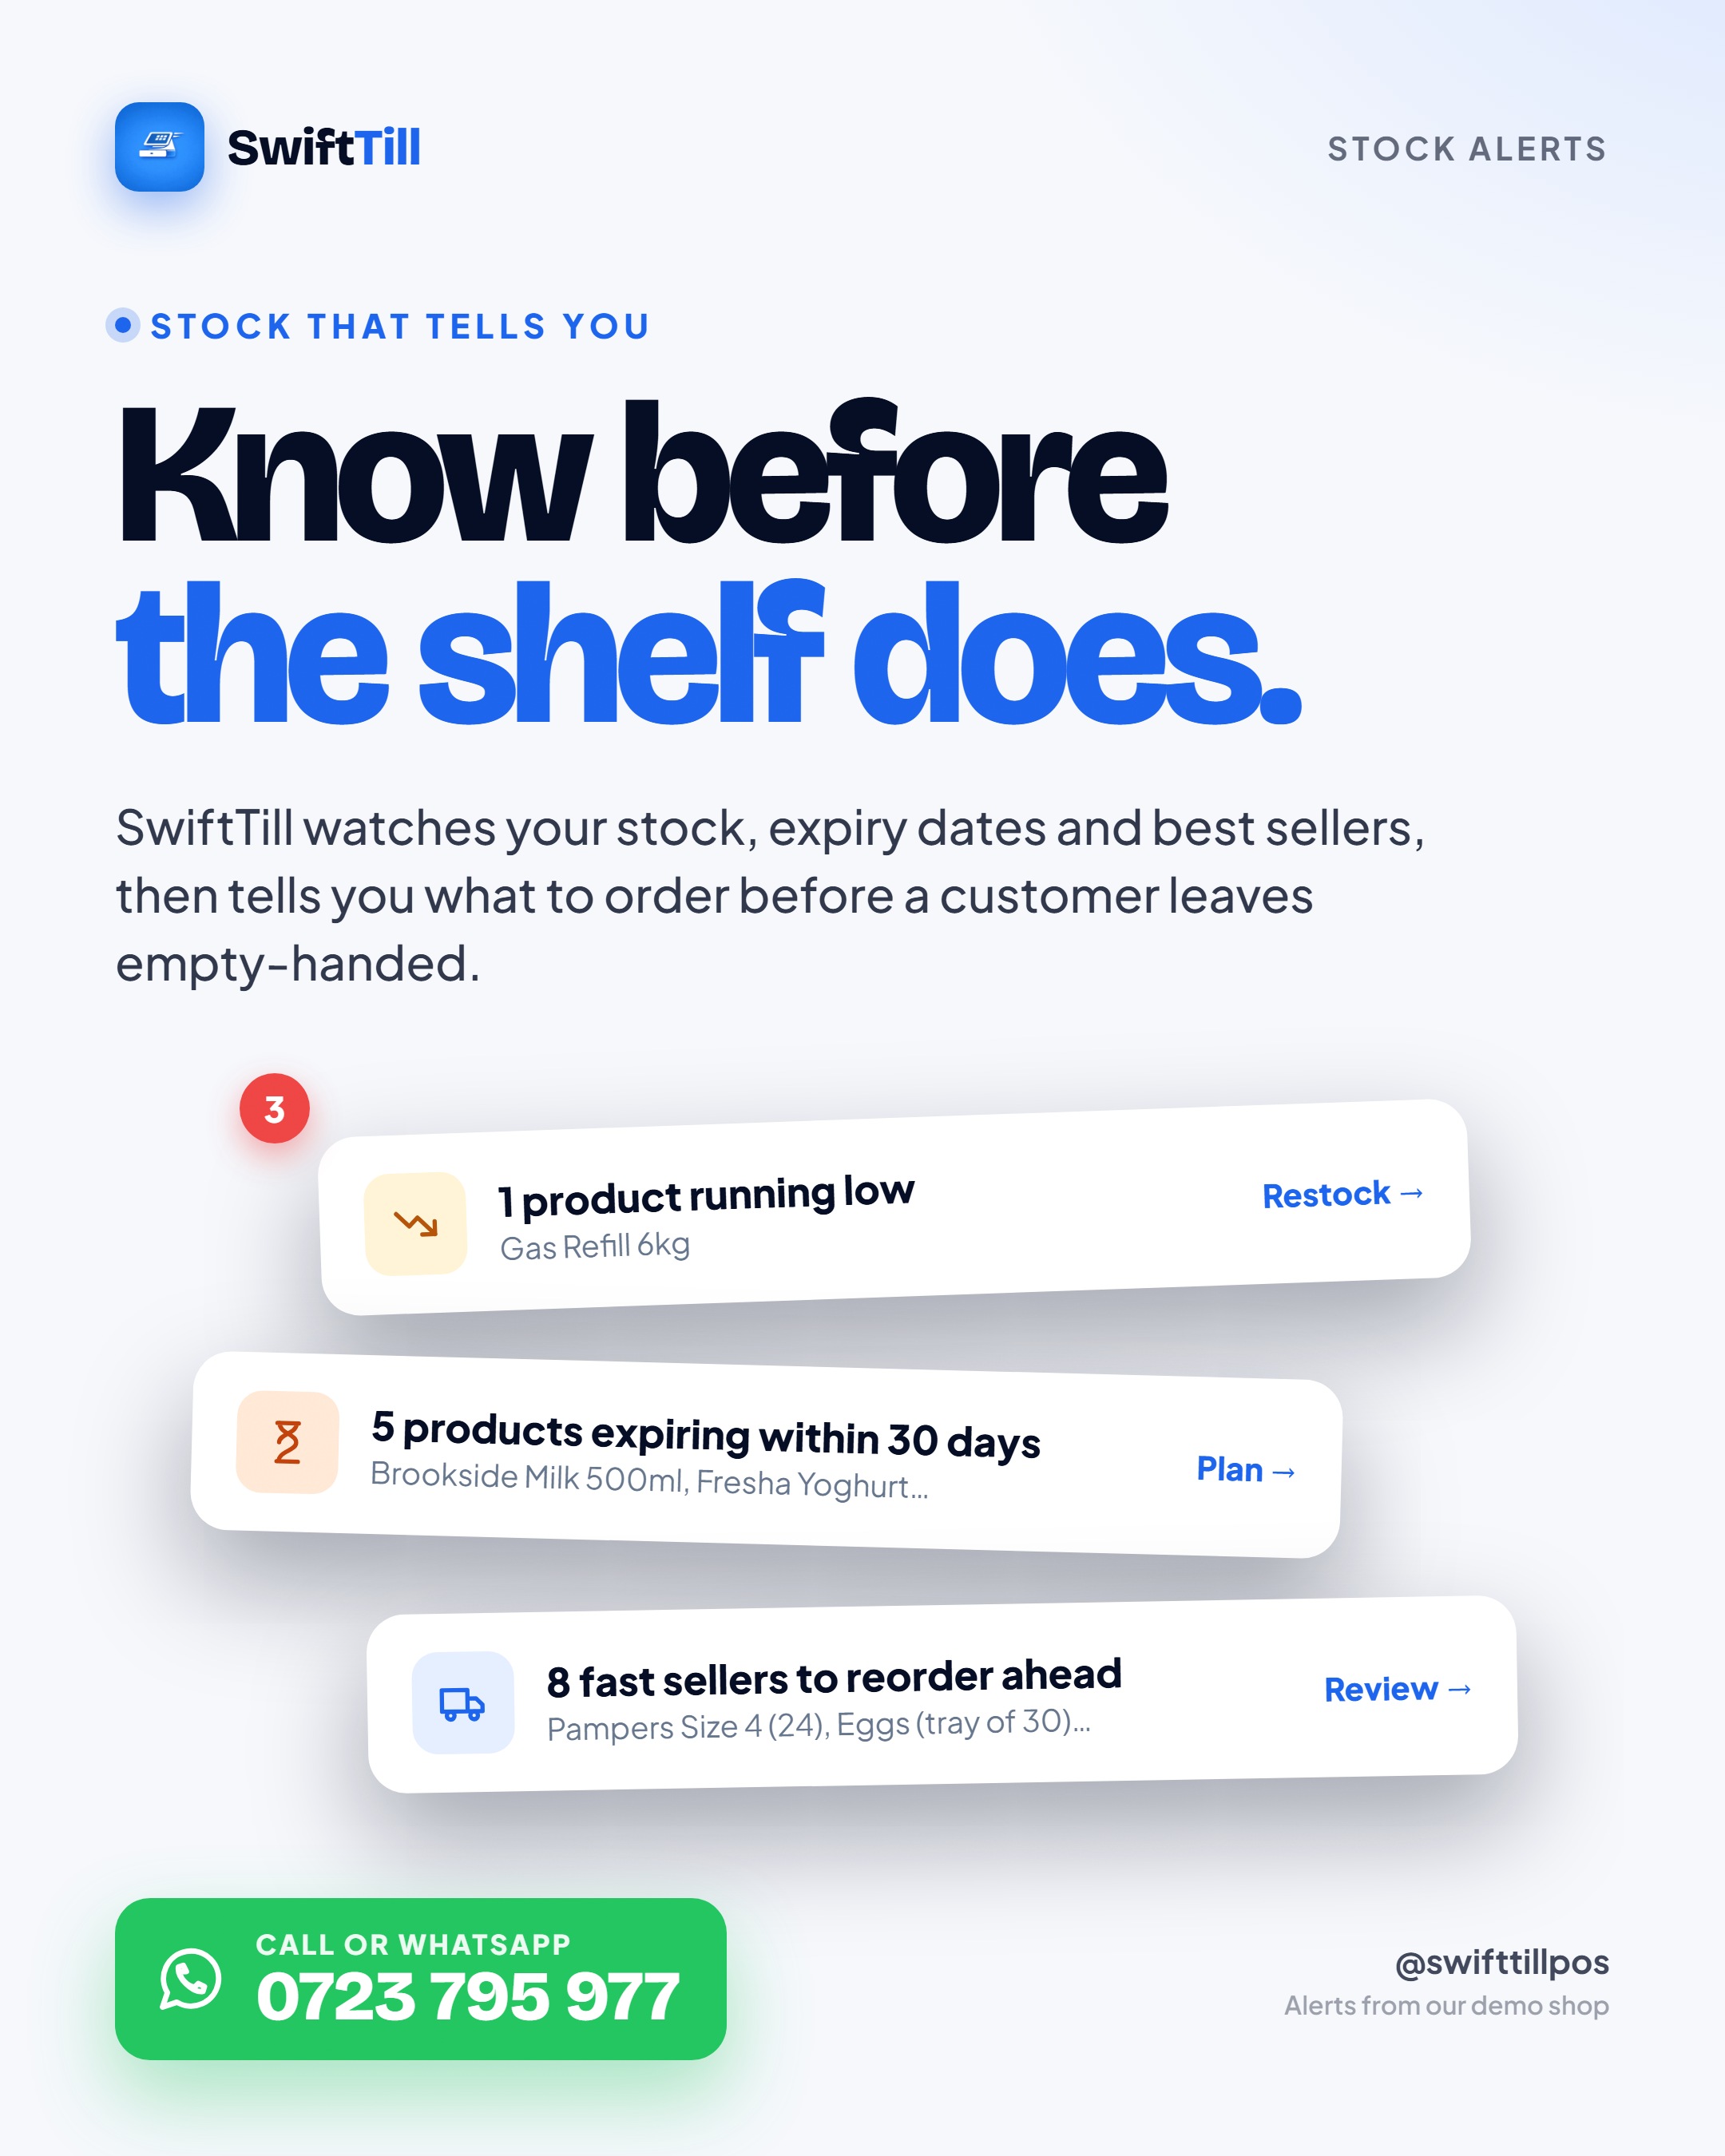 SwiftTill
STOCK ALERTS
STOCK THAT TELLS YOU
Know before
the shelf does.
SwiftTill watches your stock, expiry dates and best sellers,
then tells you what to order before a customer leaves
empty-handed.
3
1 product running low
Gas Refill 6kg
Restock →
5 products expiring within 30 days
Brookside Milk 500ml, Fresha Yoghurt...
Plan →
8 fast sellers to reorder ahead
Pampers Size 4 (24), Eggs (tray of 30)...
Review →
CALL OR WHATSAPP
0723 795 977
@swifttillpos
Alerts from our demo shop